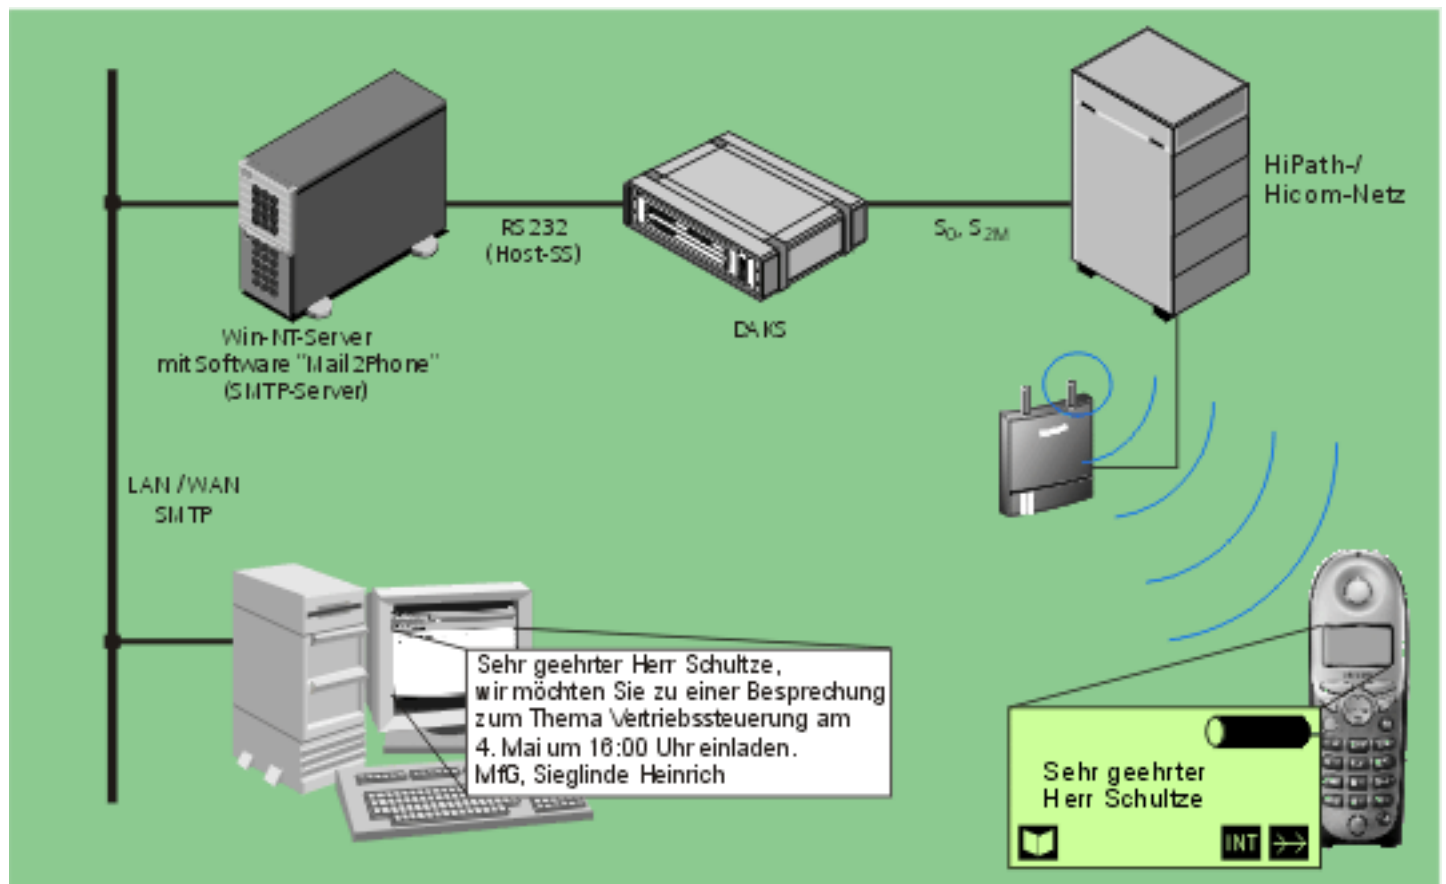 HiPath-/
Hicom-Netz
RS232
(Host-SS)
S0, S2M
DAKS
Win-NT-Server
mit Software "Mail2Phone"
(SMTP-Server)
LAN / WAN
SMTP
Sehr geehrter Herr Schultze,
wir möchten Sie zu einer Besprechung
zum Thema Vertriebssteuerung am
4. Mai um 16:00 Uhr einladen.
MfG, Sieglinde Heinrich
Sehr geehrter
Herr Schultze
INT